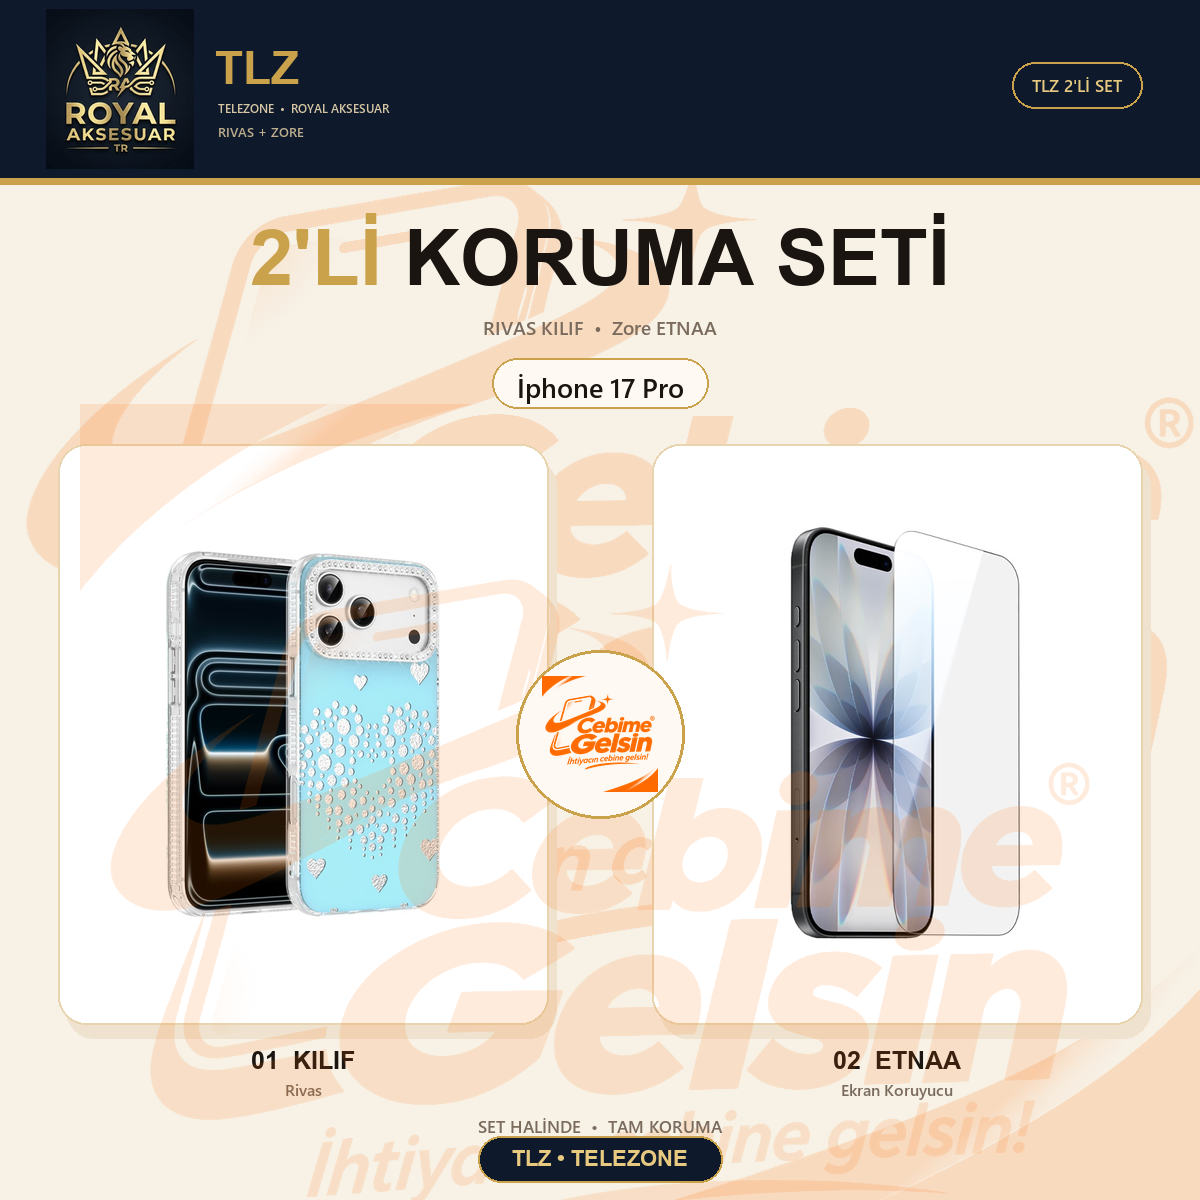 ROYAL
AKSESUAR
TR
TLZ
TELEZONE • ROYAL AKSESUAR
RIVAS + ZORE
TLZ 2'Lİ SET
2'Lİ KORUMA SETİ
RIVAS KILIF • Zore ETNAA
İphone 17 Pro
Cebime®
Gelsin
İhtiyacın cebine gelsin!
01 KILIF
Rivas
02 ETNAA
Ekran Koruyucu
SET HALİNDE • TAM KORUMA
TLZ • TELEZONE
Cebime®
Gelsin